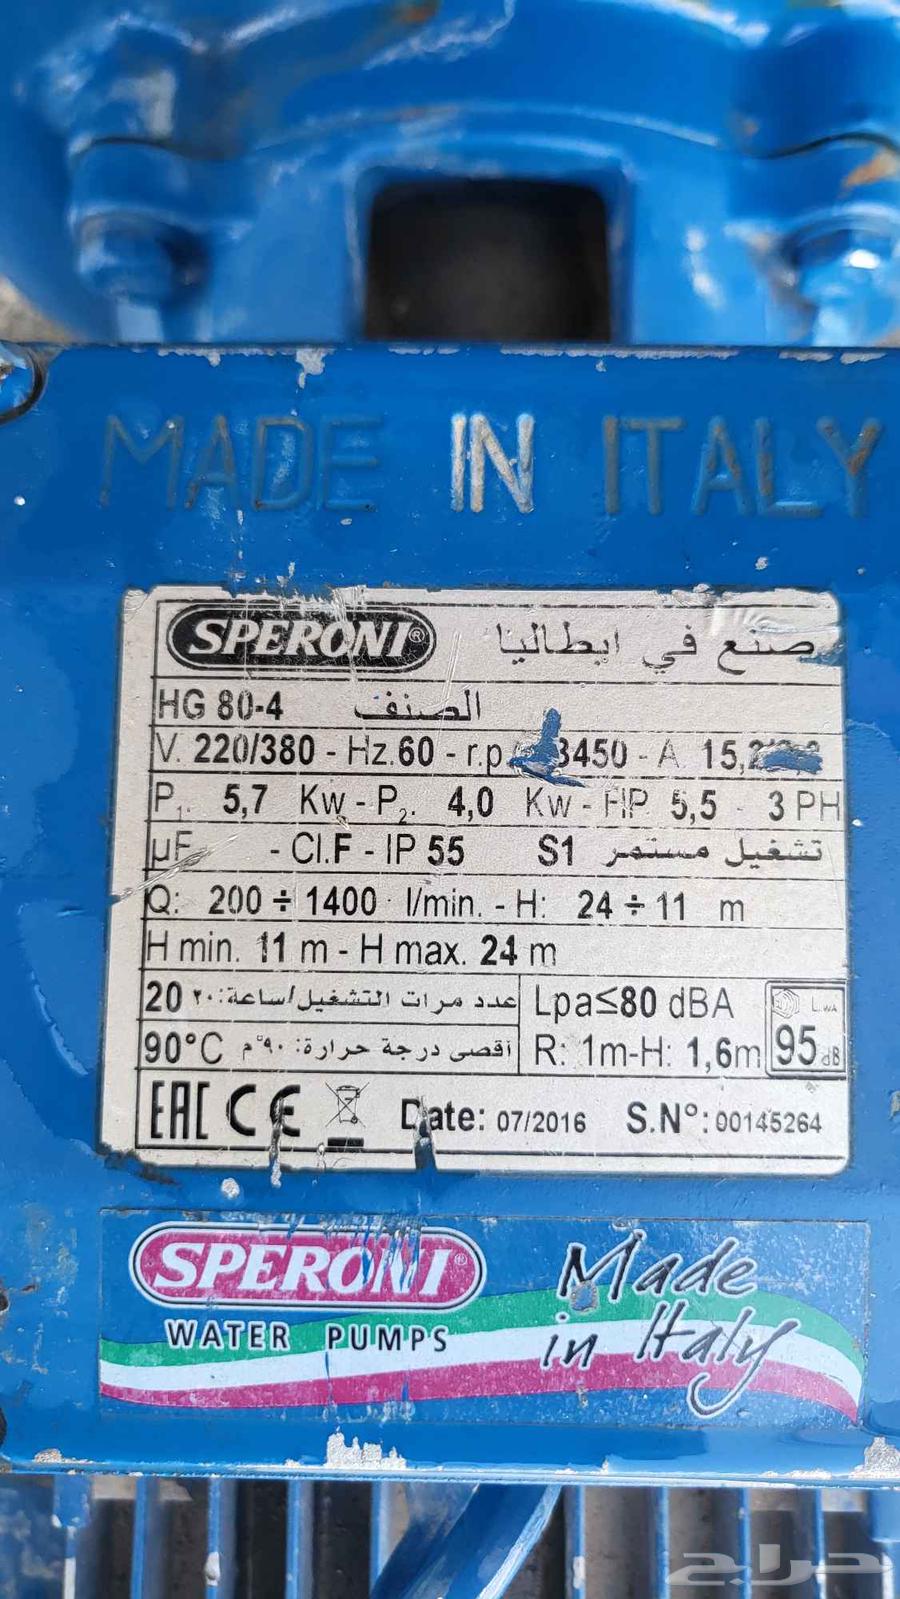 MADE IN ITALY
SPERONI® صنع في ايطاليا
HG 80-4 الصنف
V. 220/380 - Hz.60 - r.p 3450 - A 15,2
P₁. 5,7 Kw - P₂. 4,0 Kw - HP 5,5 - 3 PH
µF - Cl.F - IP 55 S1 تشغيل مستمر
Q: 200 ÷ 1400 l/min. - H: 24 ÷ 11 m
H min. 11 m - H max. 24 m
20 عدد مرات التشغيل/ساعة: ٢٠
Lpa≤80 dBA
90°C أقصى درجة حرارة: ٩٠°م
R: 1m-H: 1,6m
LWA
95 dB
EAC CE Date: 07/2016 S.N°: 90145264
SPERONI®
WATER PUMPS
Made
in Italy
حراج